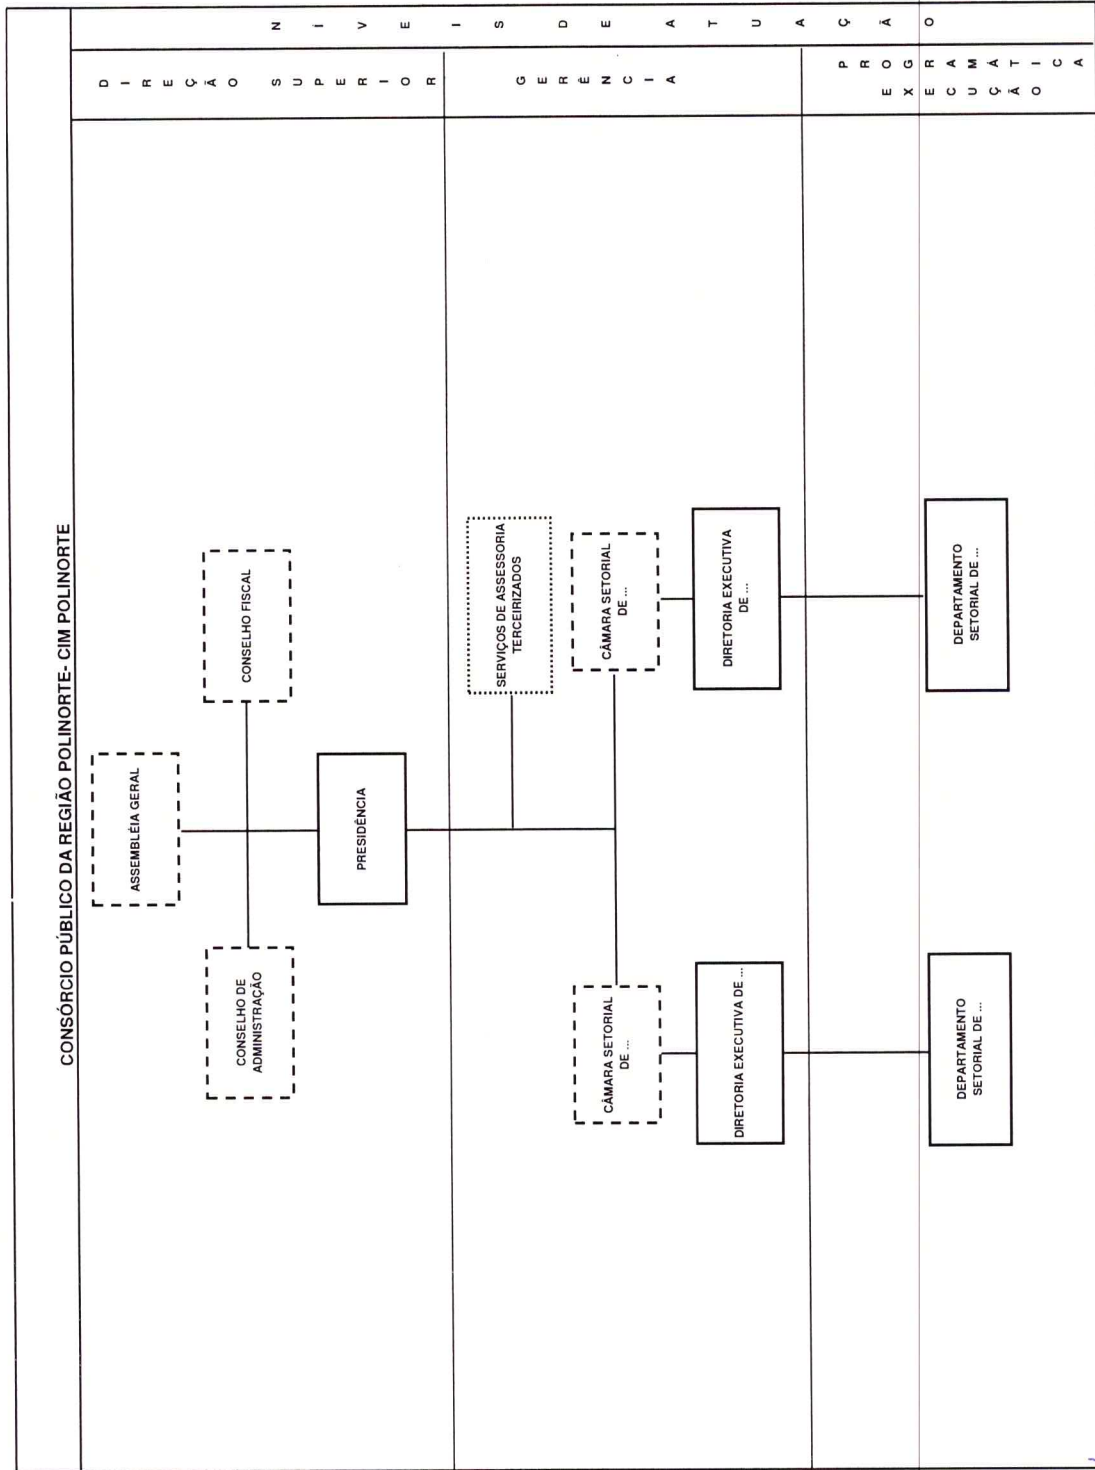 CONSÓRCIO PÚBLICO DA REGIÃO POLINORTE- CIM POLINORTE
NÍVEIS DE ATUAÇÃO
DIREÇÃO SUPERIOR
ASSEMBLÉIA GERAL
CONSELHO DE
ADMINISTRAÇÃO
CONSELHO FISCAL
PRESIDÊNCIA
GERÊNCIA
SERVIÇOS DE ASSESSORIA
TERCEIRIZADOS
CÂMARA SETORIAL
DE ...
CÂMARA SETORIAL
DE ...
DIRETORIA EXECUTIVA DE ...
DIRETORIA EXECUTIVA
DE ...
EXECUÇÃO
PROGRAMÁTICA
DEPARTAMENTO
SETORIAL DE ...
DEPARTAMENTO
SETORIAL DE ...